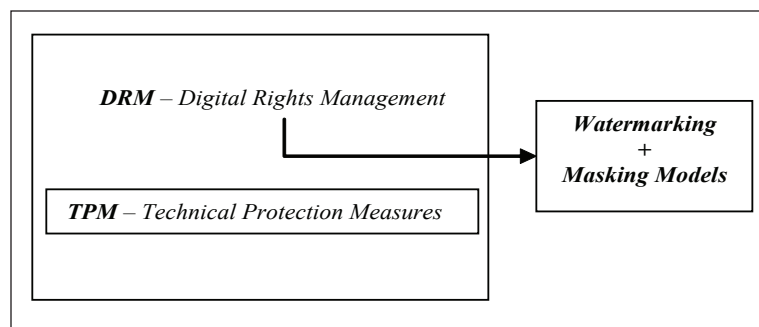 DRM – Digital Rights Management
Watermarking
+
Masking Models
TPM – Technical Protection Measures